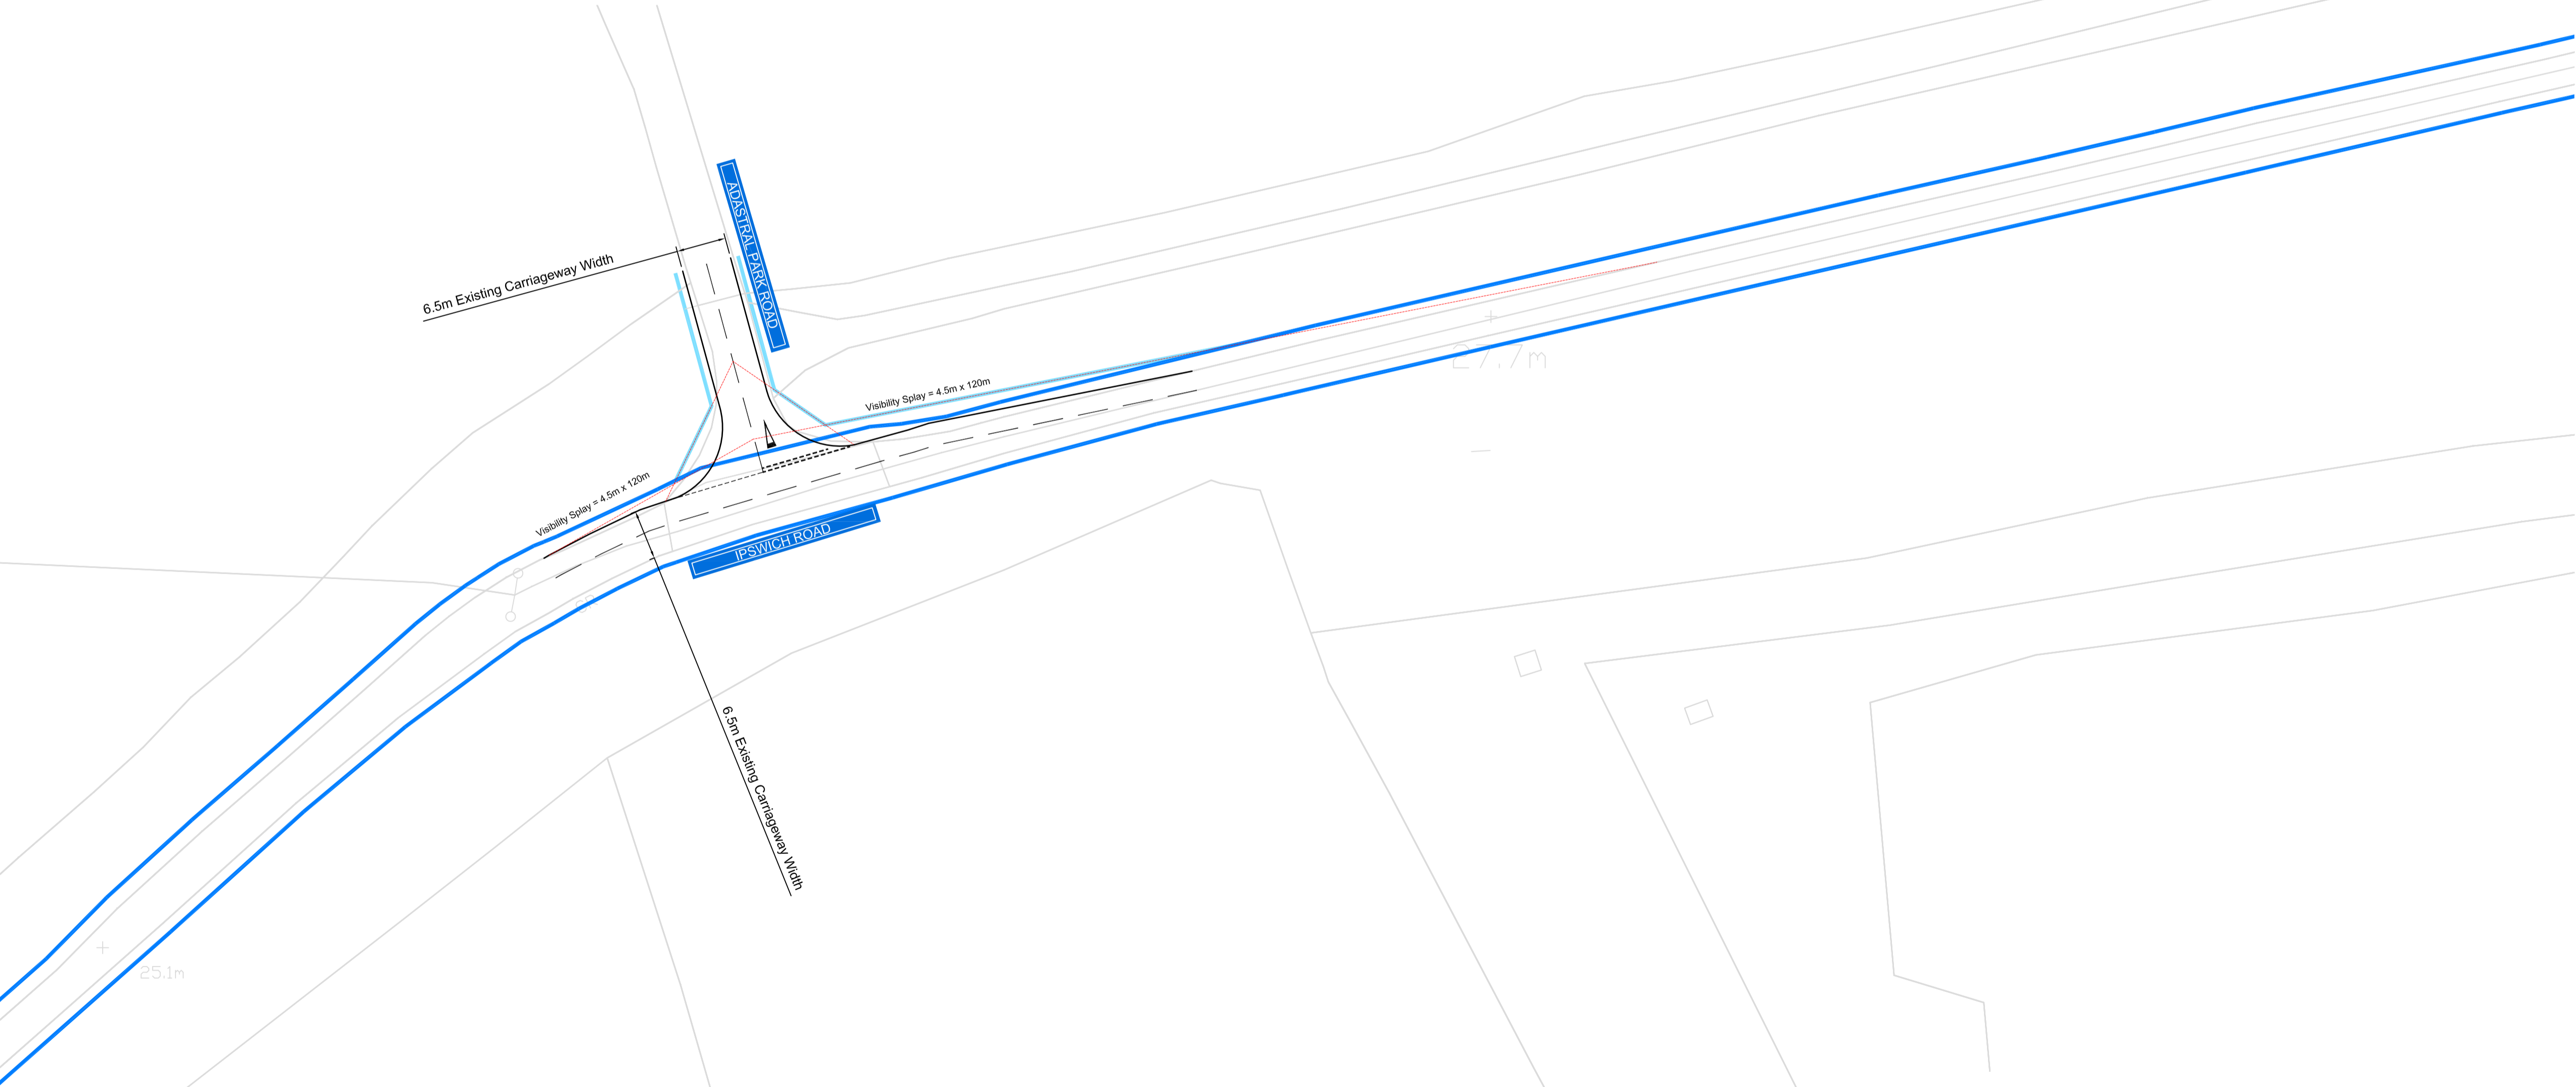 ADASTRAL PARK ROAD
6.5m Existing Carriageway Width
27.7m
Visibility Splay = 4.5m x 120m
Visibility Splay = 4.5m x 120m
IPSWICH ROAD
6.5m Existing Carriageway Width
25.1m